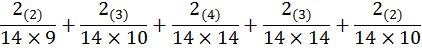 2₍₂₎/(14 × 9) + 2₍₃₎/(14 × 10) + 2₍₄₎/(14 × 14) + 2₍₃₎/(14 × 14) + 2₍₂₎/(14 × 10)